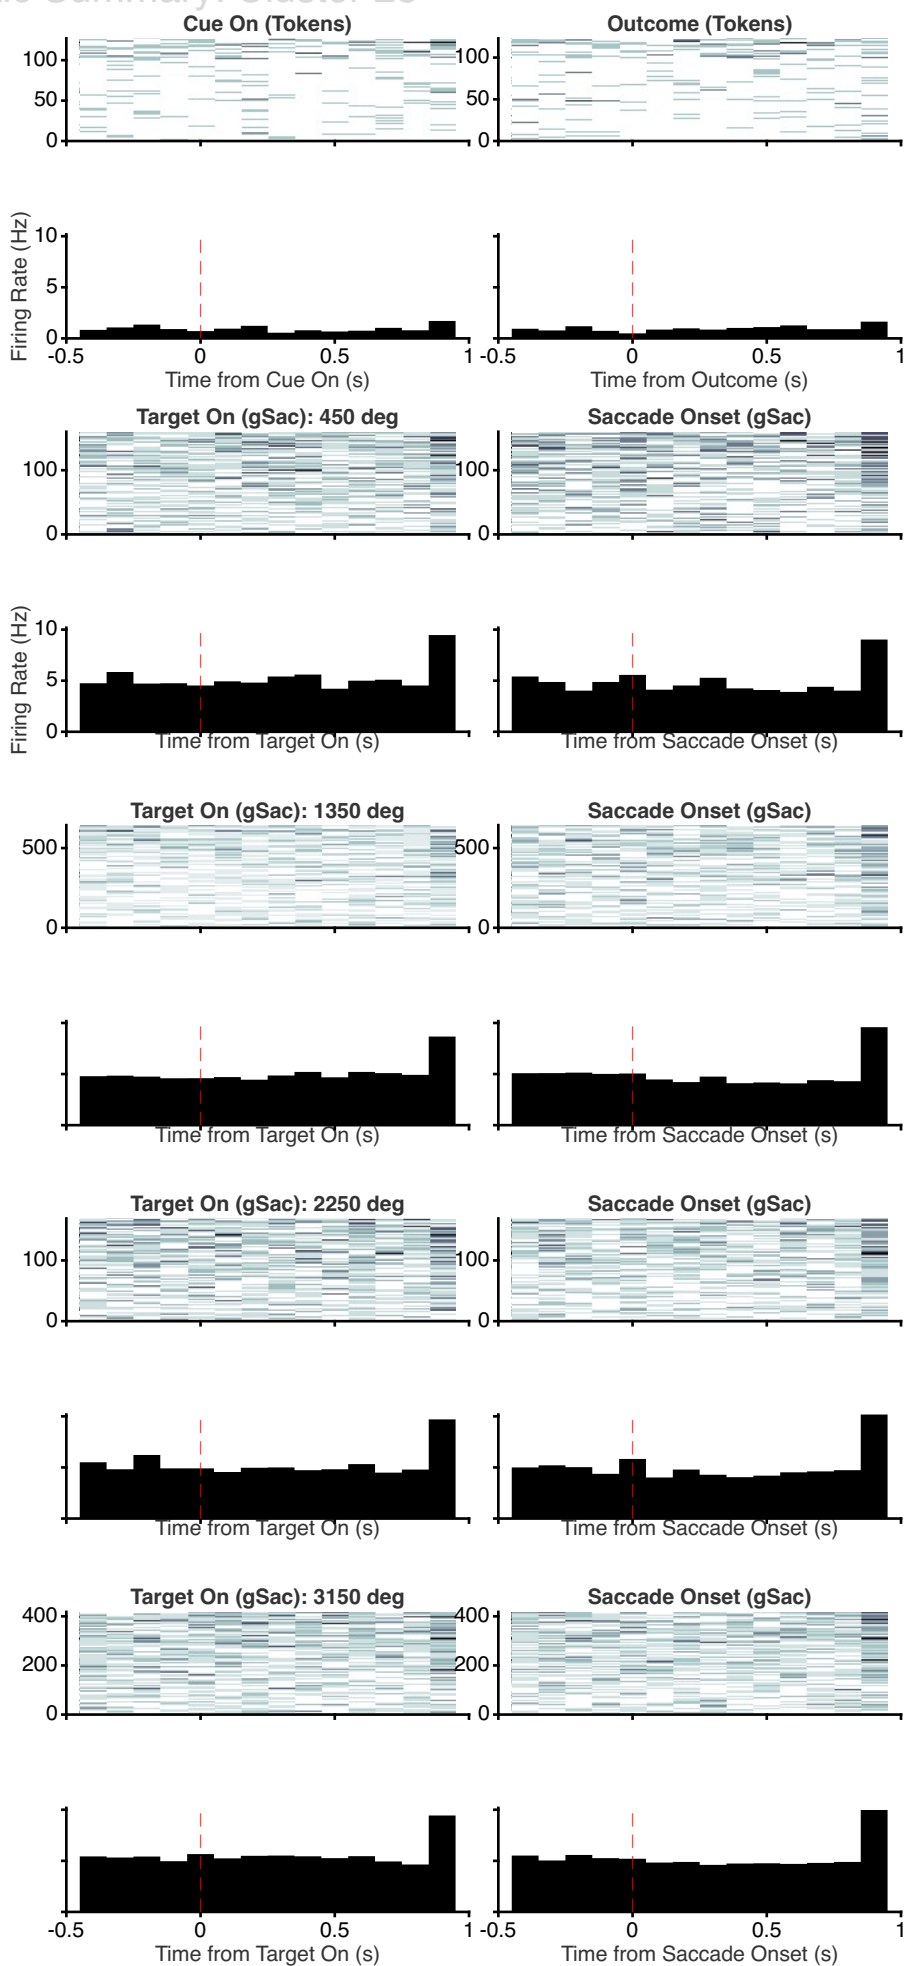 Summary: Cluster
Cue On (Tokens) Outcome (Tokens)
100 100
50 50
0 0
Firing Rate (Hz)
10
5
0
-0.5 0 0.5 1 -0.5 0 0.5 1
Time from Cue On (s) Time from Outcome (s)
Target On (gSac): 450 deg Saccade Onset (gSac)
100 100
0 0
Firing Rate (Hz)
10
5
0
Time from Target On (s) Time from Saccade Onset (s)
Target On (gSac): 1350 deg Saccade Onset (gSac)
500 500
0 0
Time from Target On (s) Time from Saccade Onset (s)
Target On (gSac): 2250 deg Saccade Onset (gSac)
100 100
0 0
Time from Target On (s) Time from Saccade Onset (s)
Target On (gSac): 3150 deg Saccade Onset (gSac)
400 400
200 200
0 0
-0.5 0 0.5 1 -0.5 0 0.5 1
Time from Target On (s) Time from Saccade Onset (s)